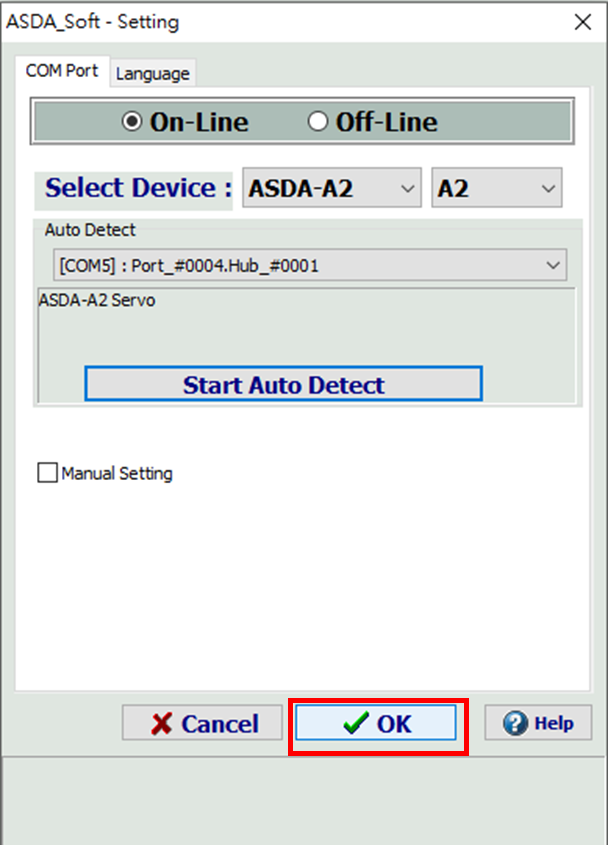 ASDA_Soft - Setting
COM Port
Language
On-Line
Off-Line
Select Device :
ASDA-A2
A2
Auto Detect
[COM5] : Port_#0004.Hub_#0001
ASDA-A2 Servo
Start Auto Detect
Manual Setting
Cancel
OK
Help